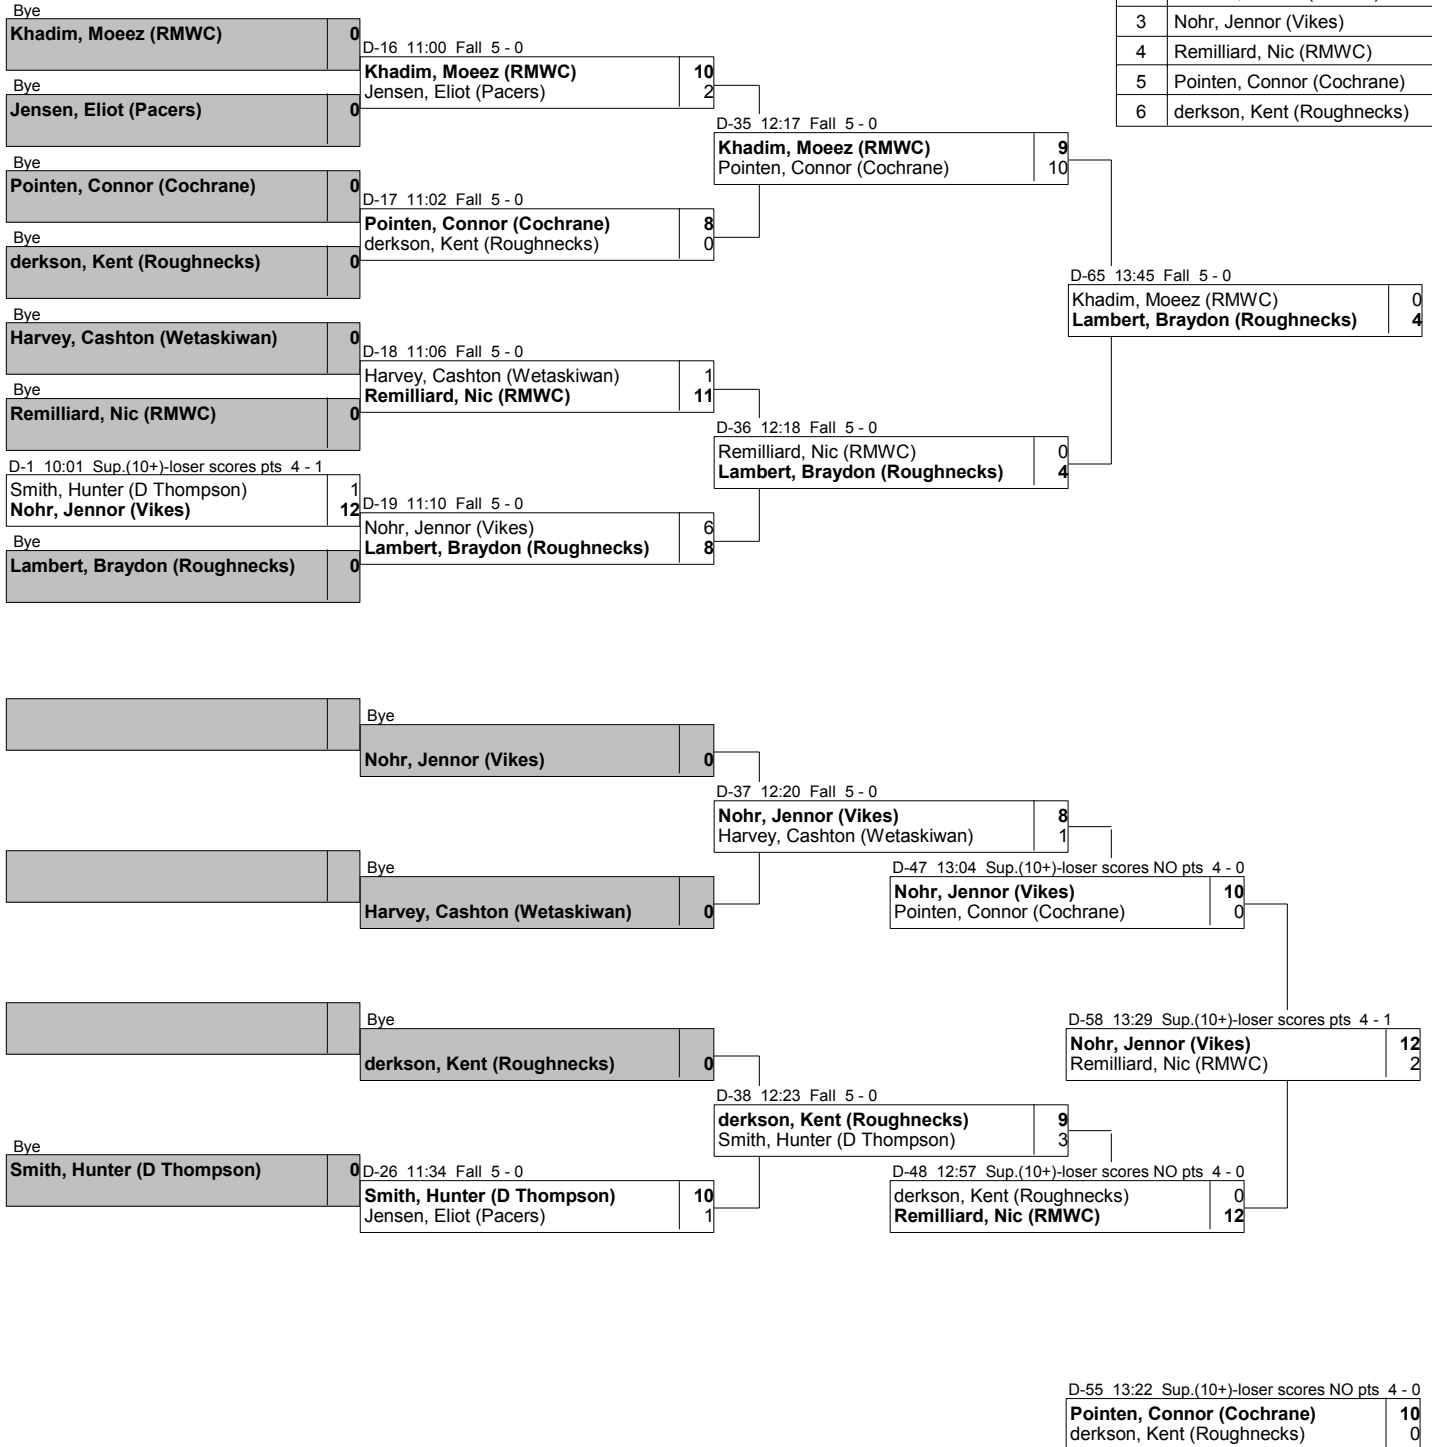 Bye
Khadim, Moeez (RMWC) 0
Bye
Jensen, Eliot (Pacers) 0
Bye
Pointen, Connor (Cochrane) 0
Bye
derkson, Kent (Roughnecks) 0
Bye
Harvey, Cashton (Wetaskiwan) 0
Bye
Remilliard, Nic (RMWC) 0
D-1 10:01 Sup.(10+)-loser scores pts 4 - 1
Smith, Hunter (D Thompson) 1
Nohr, Jennor (Vikes) 12
Bye
Lambert, Braydon (Roughnecks) 0
D-16 11:00 Fall 5 - 0
Khadim, Moeez (RMWC) 10
Jensen, Eliot (Pacers) 2
D-17 11:02 Fall 5 - 0
Pointen, Connor (Cochrane) 8
derkson, Kent (Roughnecks) 0
D-18 11:06 Fall 5 - 0
Harvey, Cashton (Wetaskiwan) 1
Remilliard, Nic (RMWC) 11
D-19 11:10 Fall 5 - 0
Nohr, Jennor (Vikes) 6
Lambert, Braydon (Roughnecks) 8
D-35 12:17 Fall 5 - 0
Khadim, Moeez (RMWC) 9
Pointen, Connor (Cochrane) 10
D-36 12:18 Fall 5 - 0
Remilliard, Nic (RMWC) 0
Lambert, Braydon (Roughnecks) 4
D-65 13:45 Fall 5 - 0
Khadim, Moeez (RMWC) 0
Lambert, Braydon (Roughnecks) 4
3 Nohr, Jennor (Vikes)
4 Remilliard, Nic (RMWC)
5 Pointen, Connor (Cochrane)
6 derkson, Kent (Roughnecks)
Bye
Nohr, Jennor (Vikes) 0
Bye
Harvey, Cashton (Wetaskiwan) 0
Bye
derkson, Kent (Roughnecks) 0
Bye
Smith, Hunter (D Thompson) 0
D-26 11:34 Fall 5 - 0
Smith, Hunter (D Thompson) 10
Jensen, Eliot (Pacers) 1
D-37 12:20 Fall 5 - 0
Nohr, Jennor (Vikes) 8
Harvey, Cashton (Wetaskiwan) 1
D-38 12:23 Fall 5 - 0
derkson, Kent (Roughnecks) 9
Smith, Hunter (D Thompson) 3
D-47 13:04 Sup.(10+)-loser scores NO pts 4 - 0
Nohr, Jennor (Vikes) 10
Pointen, Connor (Cochrane) 0
D-48 12:57 Sup.(10+)-loser scores NO pts 4 - 0
derkson, Kent (Roughnecks) 0
Remilliard, Nic (RMWC) 12
D-58 13:29 Sup.(10+)-loser scores pts 4 - 1
Nohr, Jennor (Vikes) 12
Remilliard, Nic (RMWC) 2
D-55 13:22 Sup.(10+)-loser scores NO pts 4 - 0
Pointen, Connor (Cochrane) 10
derkson, Kent (Roughnecks) 0